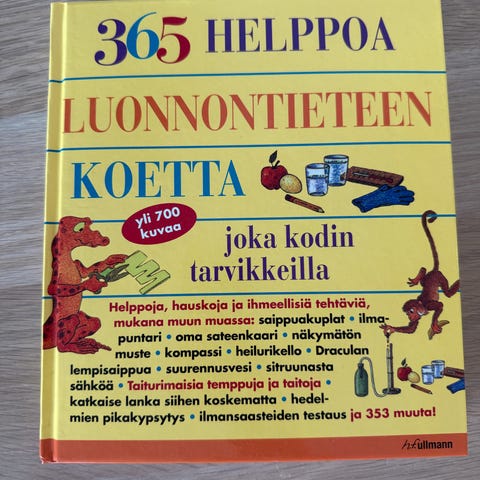 365 HELPPOA
LUONNONTIETEEN
KOETTA
yli 700
kuvaa
joka kodin
tarvikkeilla
Helppoja, hauskoja ja ihmeellisiä tehtäviä,
mukana muun muassa: saippuakuplat • ilma-
puntari • oma sateenkaari • näkymätön
muste • kompassi • heilurikello • Draculan
lempisaippua • suurennusvesi • sitruunasta
sähköä • Taiturimaisia temppuja ja taitoja •
katkaise lanka siihen koskematta • hedel-
mien pikakypsytys • ilmansaasteiden testaus ja 353 muuta!
h.f.ullmann